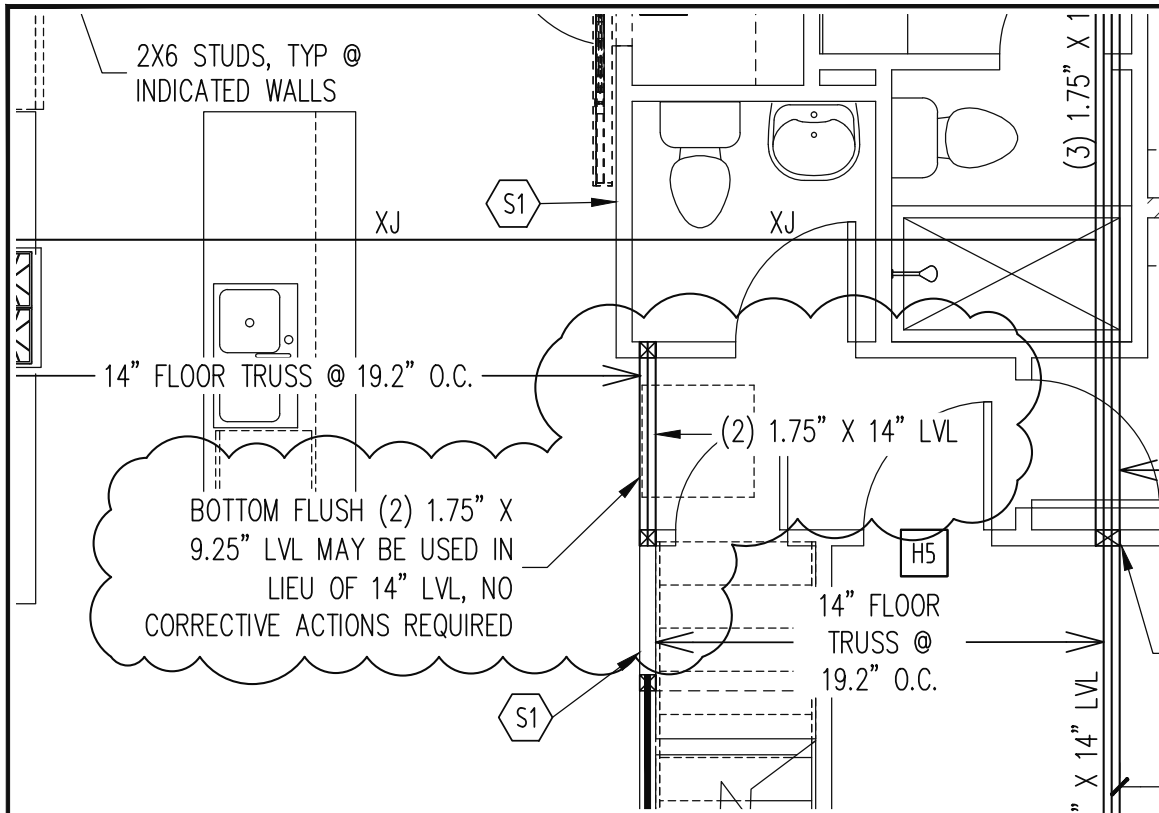 2X6 STUDS, TYP @
INDICATED WALLS
(3) 1.75” X 1
S1
XJ
XJ
14” FLOOR TRUSS @ 19.2” O.C.
(2) 1.75” X 14” LVL
BOTTOM FLUSH (2) 1.75” X
9.25” LVL MAY BE USED IN
LIEU OF 14” LVL, NO
CORRECTIVE ACTIONS REQUIRED
H5
14” FLOOR
TRUSS @
19.2” O.C.
S1
” X 14” LVL